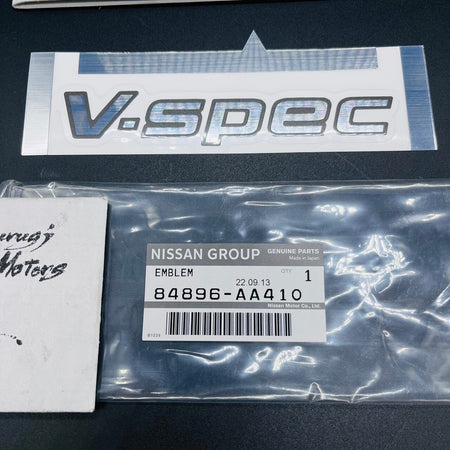 V·spec
NISSAN GROUP GENUINE PARTS
Made in Japan
EMBLEM QTY 1
22.09.13
84896-AA410
Nissan Motor Co., Ltd.
Motors